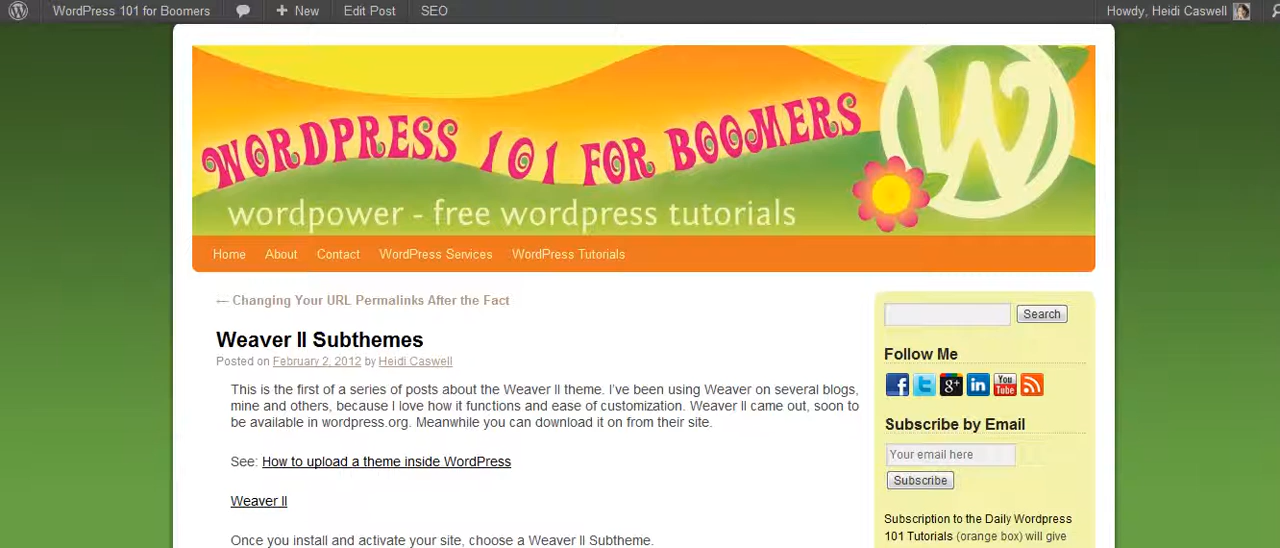 WordPress 101 for Boomers
New
Edit Post
SEO
Howdy, Heidi Caswell
WORDPRESS 101 FOR BOOMERS
wordpower - free wordpress tutorials
W
Home
About
Contact
WordPress Services
WordPress Tutorials
← Changing Your URL Permalinks After the Fact
Weaver II Subthemes
Posted on February 2, 2012 by Heidi Caswell
This is the first of a series of posts about the Weaver II theme. I've been using Weaver on several blogs,
mine and others, because I love how it functions and ease of customization. Weaver II came out, soon to
be available in wordpress.org. Meanwhile you can download it on from their site.
See: How to upload a theme inside WordPress
Weaver II
Once you install and activate your site, choose a Weaver II Subtheme.
Search
Follow Me
You Tube
Subscribe by Email
Your email here
Subscribe
Subscription to the Daily Wordpress
101 Tutorials (orange box) will give